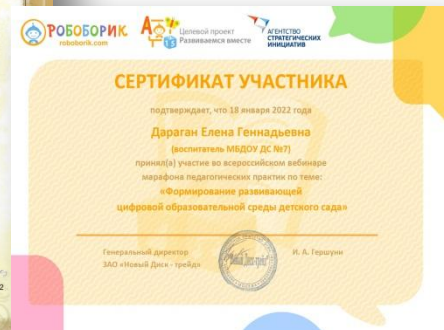 РОБОБОРИК
roboborik.com
Целевой проект
Развиваемся вместе
АГЕНТСТВО
СТРАТЕГИЧЕСКИХ
ИНИЦИАТИВ
СЕРТИФИКАТ УЧАСТНИКА
подтверждает, что 18 января 2022 года
Дараган Елена Геннадьевна
(воспитатель МБДОУ ДС №7)
принял(а) участие во всероссийском вебинаре
марафона педагогических практик по теме:
«Формирование развивающей
цифровой образовательной среды детского сада»
Генеральный директор
ЗАО «Новый Диск - трейд»
И. А. Гершуни
2